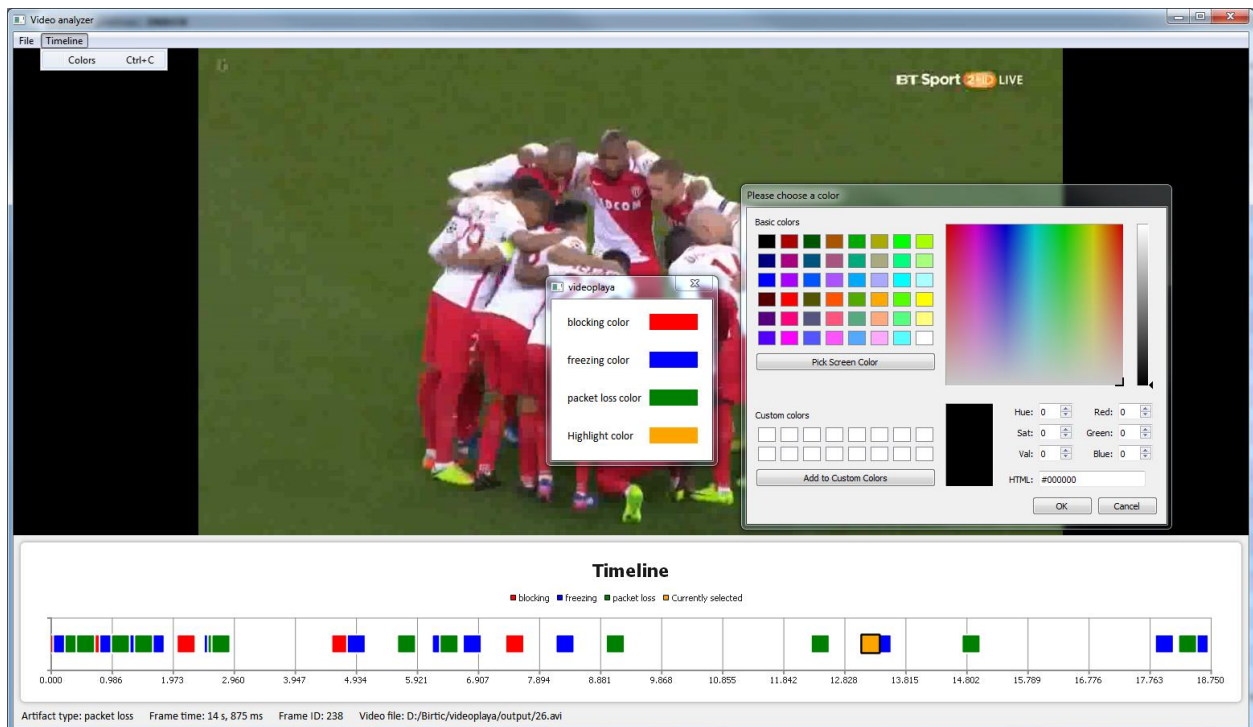 Video analyzer
File Timeline
Colors Ctrl+C
BT Sport 2HD LIVE
EDCOM
Please choose a color
Basic colors
Pick Screen Color
Custom colors
Add to Custom Colors
Hue: 0 Red: 0
Sat: 0 Green: 0
Val: 0 Blue: 0
HTML: #000000
OK Cancel
videoplaya
blocking color
freezing color
packet loss color
Highlight color
Timeline
blocking freezing packet loss Currently selected
0.000 0.986 1.973 2.960 3.947 4.934 5.921 6.907 7.894 8.881 9.868 10.855 11.842 12.828 13.815 14.802 15.789 16.776 17.763 18.750
Artifact type: packet loss Frame time: 14 s, 875 ms Frame ID: 238 Video file: D:/Birtic/videoplaya/output/26.avi